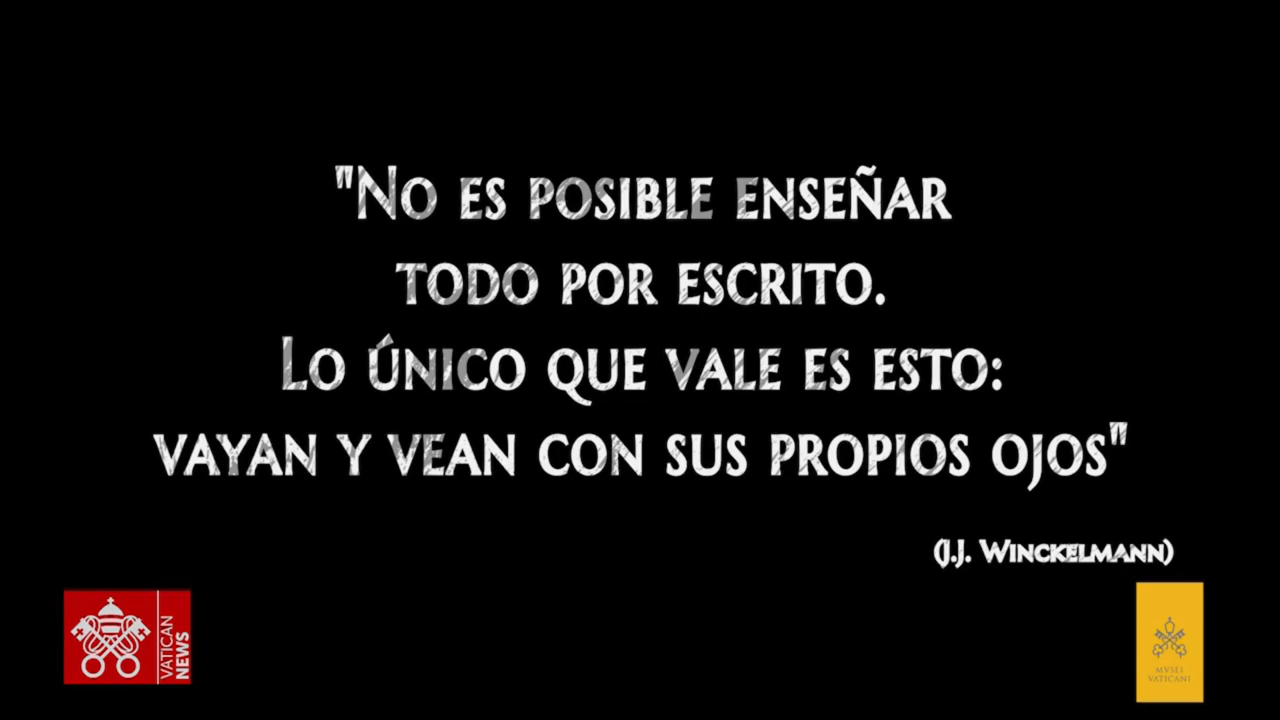 "No es posible enseñar
todo por escrito.
Lo único que vale es esto:
vayan y vean con sus propios ojos"
(J.J. Winckelmann)
VATICAN
NEWS
MVSEI
VATICANI